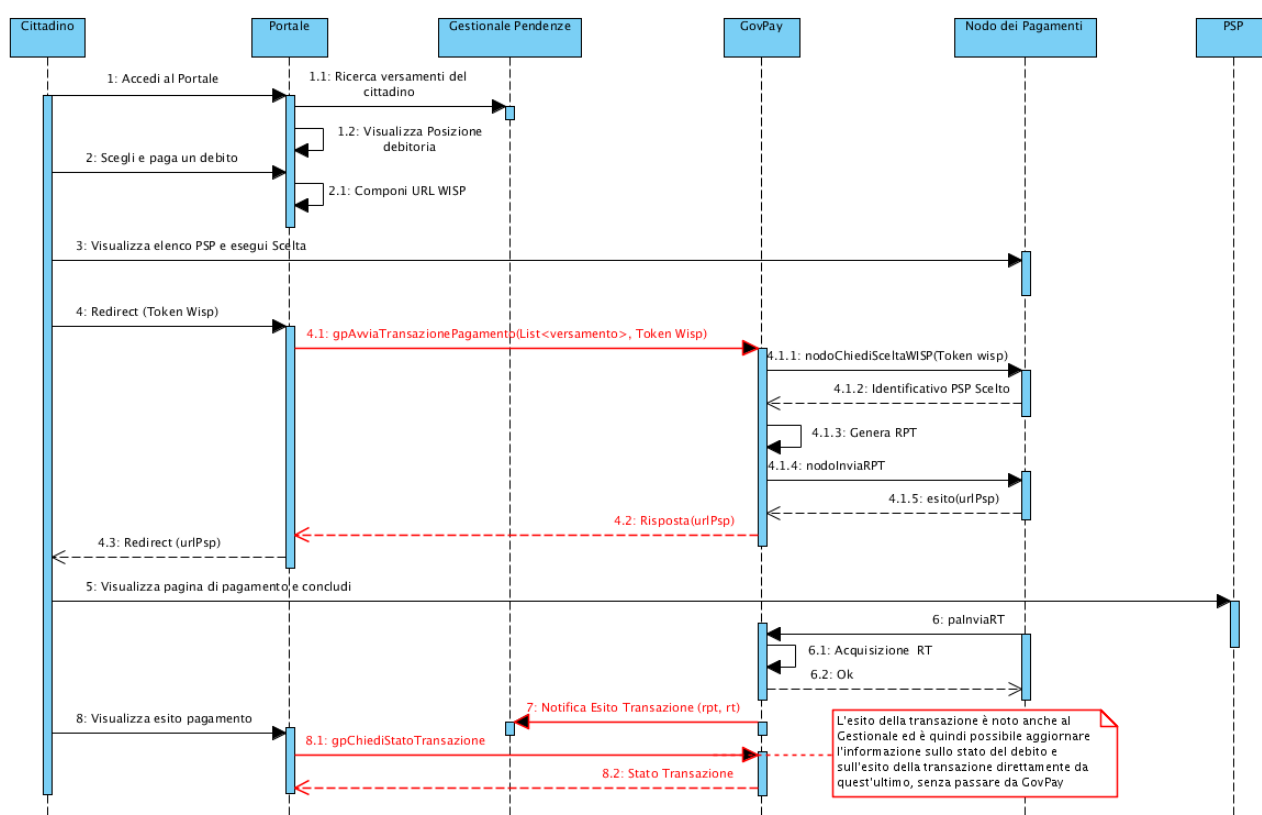 Cittadino
Portale
Gestionale Pendenze
GovPay
Nodo dei Pagamenti
PSP
1: Accedi al Portale
1.1: Ricerca versamenti del
cittadino
1.2: Visualizza Posizione
debitoria
2: Scegli e paga un debito
2.1: Componi URL WISP
3: Visualizza elenco PSP e esegui Scelta
4: Redirect (Token Wisp)
4.1: gpAvviaTransazionePagamento(List<versamento>, Token Wisp)
4.1.1: nodoChiediSceltaWISP(Token wisp)
4.1.2: Identificativo PSP Scelto
4.1.3: Genera RPT
4.1.4: nodoInviaRPT
4.1.5: esito(urlPsp)
4.2: Risposta(urlPsp)
4.3: Redirect (urlPsp)
5: Visualizza pagina di pagamento e concludi
6: paInviaRT
6.1: Acquisizione RT
6.2: Ok
7: Notifica Esito Transazione (rpt, rt)
8: Visualizza esito pagamento
8.1: gpChiediStatoTransazione
8.2: Stato Transazione
L'esito della transazione è noto anche al
Gestionale ed è quindi possibile aggiornare
l'informazione sullo stato del debito e
sull'esito della transazione direttamente da
quest'ultimo, senza passare da GovPay